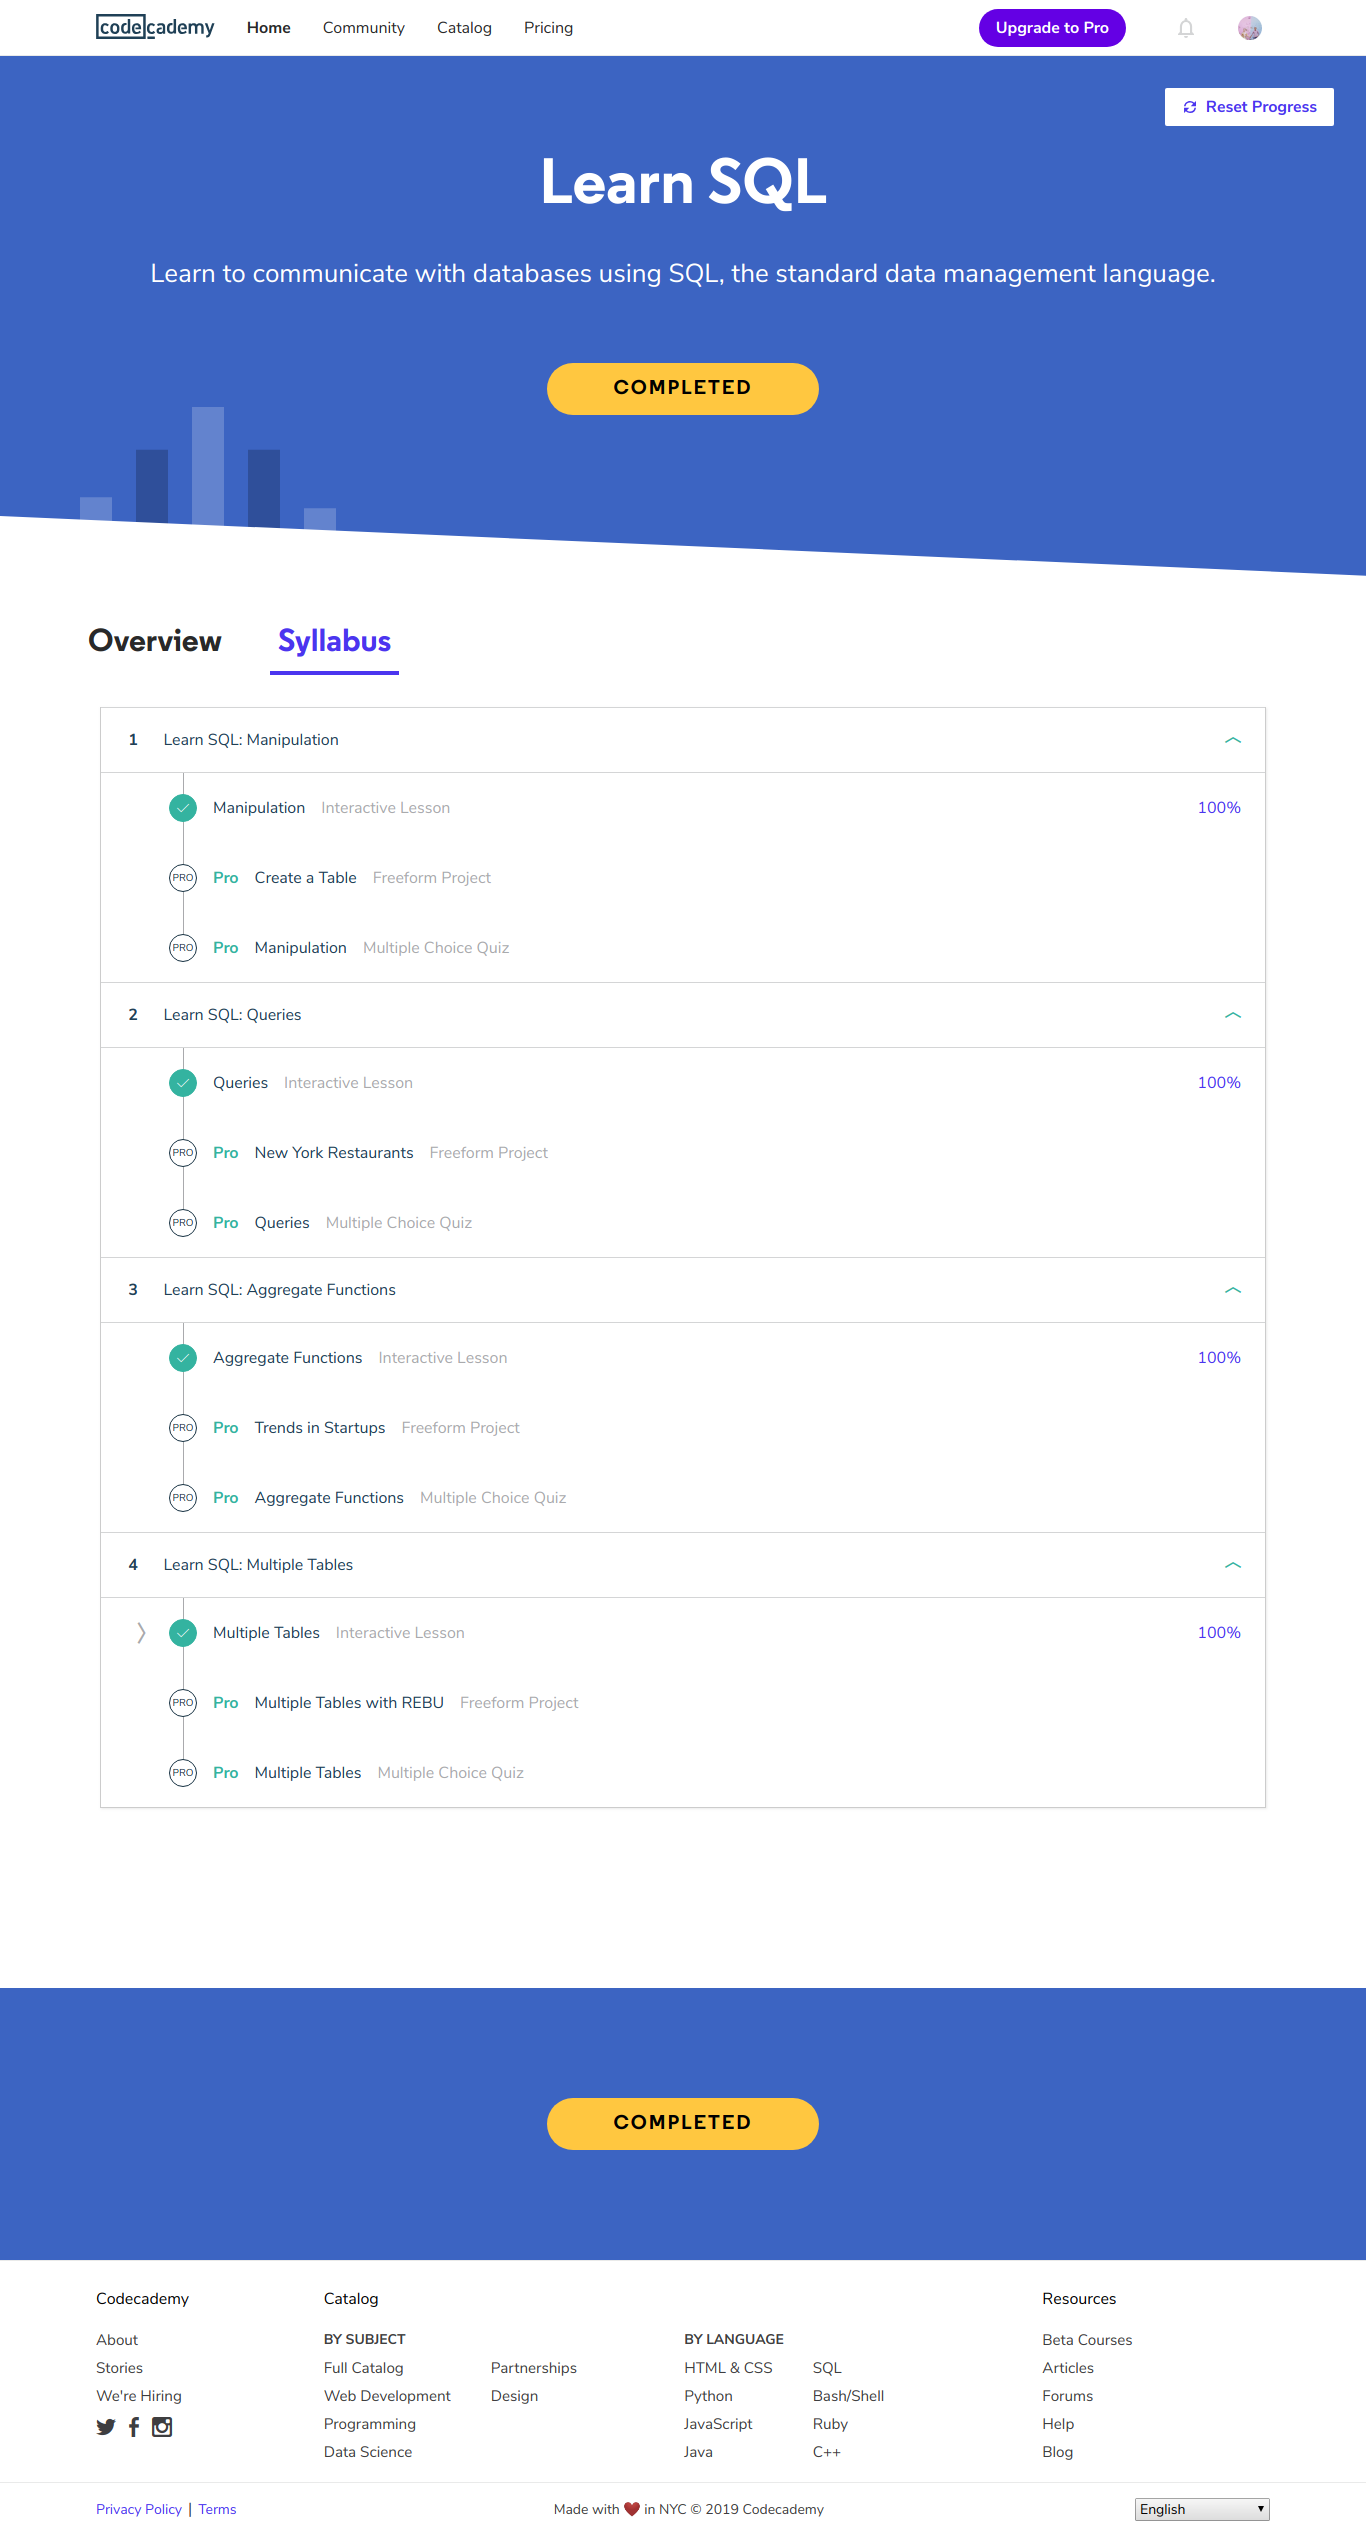 codecademy Home Community Catalog Pricing Upgrade to Pro
Reset Progress
Learn SQL
Learn to communicate with databases using SQL, the standard data management language.
COMPLETED
Overview Syllabus
1 Learn SQL: Manipulation
Manipulation Interactive Lesson 100%
PRO Pro Create a Table Freeform Project
PRO Pro Manipulation Multiple Choice Quiz
2 Learn SQL: Queries
Queries Interactive Lesson 100%
PRO Pro New York Restaurants Freeform Project
PRO Pro Queries Multiple Choice Quiz
3 Learn SQL: Aggregate Functions
Aggregate Functions Interactive Lesson 100%
PRO Pro Trends in Startups Freeform Project
PRO Pro Aggregate Functions Multiple Choice Quiz
4 Learn SQL: Multiple Tables
Multiple Tables Interactive Lesson 100%
PRO Pro Multiple Tables with REBU Freeform Project
PRO Pro Multiple Tables Multiple Choice Quiz
COMPLETED
Codecademy Catalog Resources
About BY SUBJECT BY LANGUAGE Beta Courses
Stories Full Catalog Partnerships HTML & CSS SQL Articles
We're Hiring Web Development Design Python Bash/Shell Forums
Programming JavaScript Ruby Help
Data Science Java C++ Blog
Privacy Policy | Terms Made with ❤ in NYC © 2019 Codecademy English